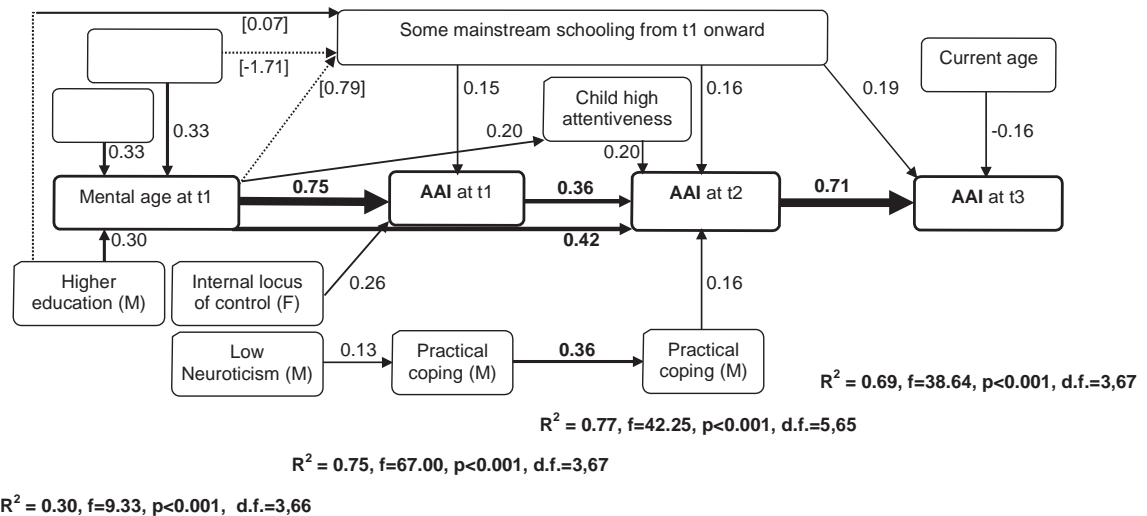 [0.07]
Some mainstream schooling from t1 onward
[-1.71]
[0.79]
Current age
0.15
0.16
0.19
Child high
attentiveness
0.33
0.33
0.20
0.20
-0.16
Mental age at t1
0.75
AAI at t1
0.36
AAI at t2
0.71
AAI at t3
0.42
0.30
Higher
education (M)
Internal locus
of control (F)
0.26
0.16
Low
Neuroticism (M)
0.13
Practical
coping (M)
0.36
Practical
coping (M)
R² = 0.69, f=38.64, p<0.001, d.f.=3,67
R² = 0.77, f=42.25, p<0.001, d.f.=5,65
R² = 0.75, f=67.00, p<0.001, d.f.=3,67
R² = 0.30, f=9.33, p<0.001, d.f.=3,66